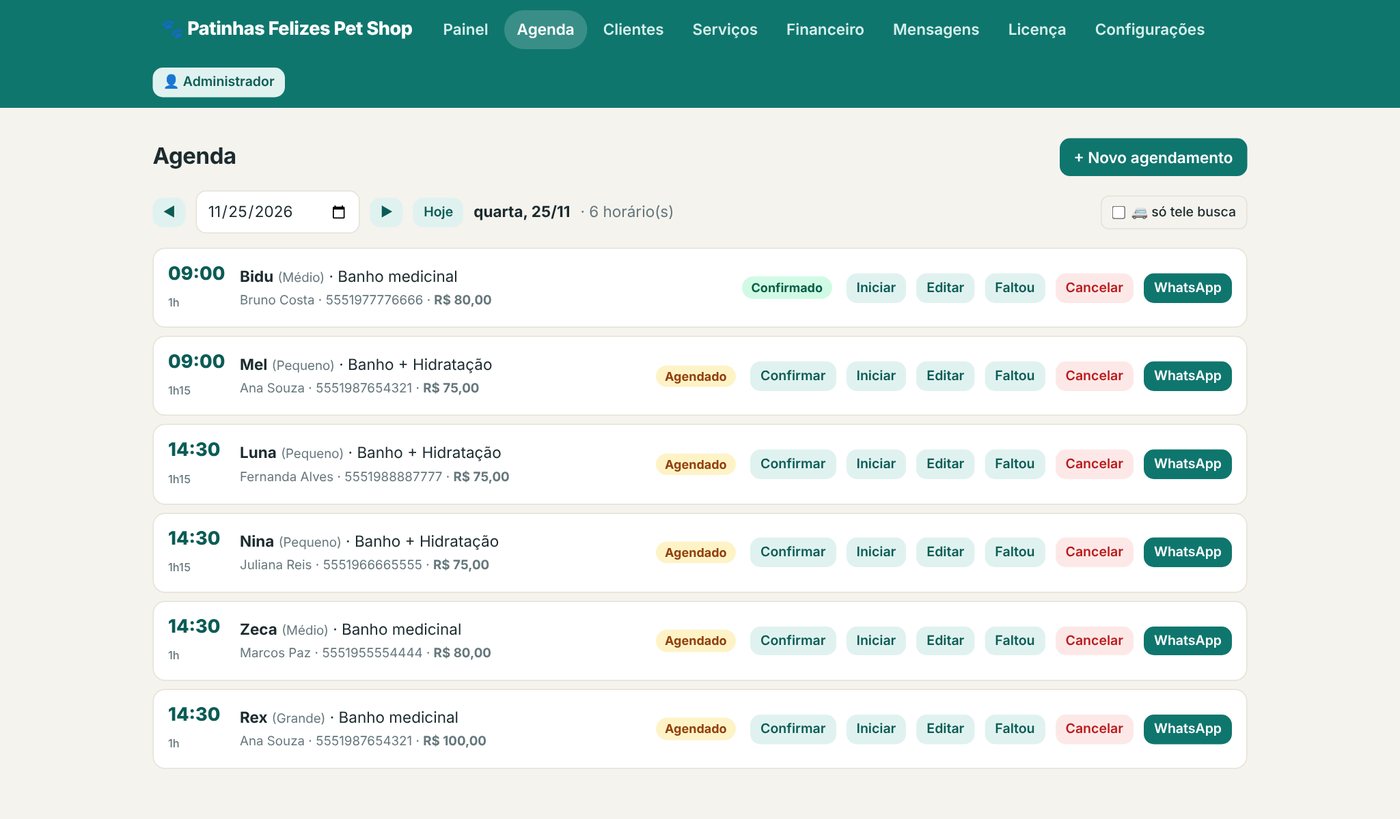 🐾 Patinhas Felizes Pet Shop Painel Agenda Clientes Serviços Financeiro Mensagens Licença Configurações
👤 Administrador
Agenda
+ Novo agendamento
◀ 11/25/2026 ▶ Hoje quarta, 25/11 · 6 horário(s) 🚐 só tele busca
09:00 Bidu (Médio) · Banho medicinal
1h Bruno Costa · 5551977776666 · R$ 80,00
Confirmado Iniciar Editar Faltou Cancelar WhatsApp
09:00 Mel (Pequeno) · Banho + Hidratação
1h15 Ana Souza · 5551987654321 · R$ 75,00
Agendado Confirmar Iniciar Editar Faltou Cancelar WhatsApp
14:30 Luna (Pequeno) · Banho + Hidratação
1h15 Fernanda Alves · 5551988887777 · R$ 75,00
Agendado Confirmar Iniciar Editar Faltou Cancelar WhatsApp
14:30 Nina (Pequeno) · Banho + Hidratação
1h15 Juliana Reis · 5551966665555 · R$ 75,00
Agendado Confirmar Iniciar Editar Faltou Cancelar WhatsApp
14:30 Zeca (Médio) · Banho medicinal
1h Marcos Paz · 5551955554444 · R$ 80,00
Agendado Confirmar Iniciar Editar Faltou Cancelar WhatsApp
14:30 Rex (Grande) · Banho medicinal
1h Ana Souza · 5551987654321 · R$ 100,00
Agendado Confirmar Iniciar Editar Faltou Cancelar WhatsApp